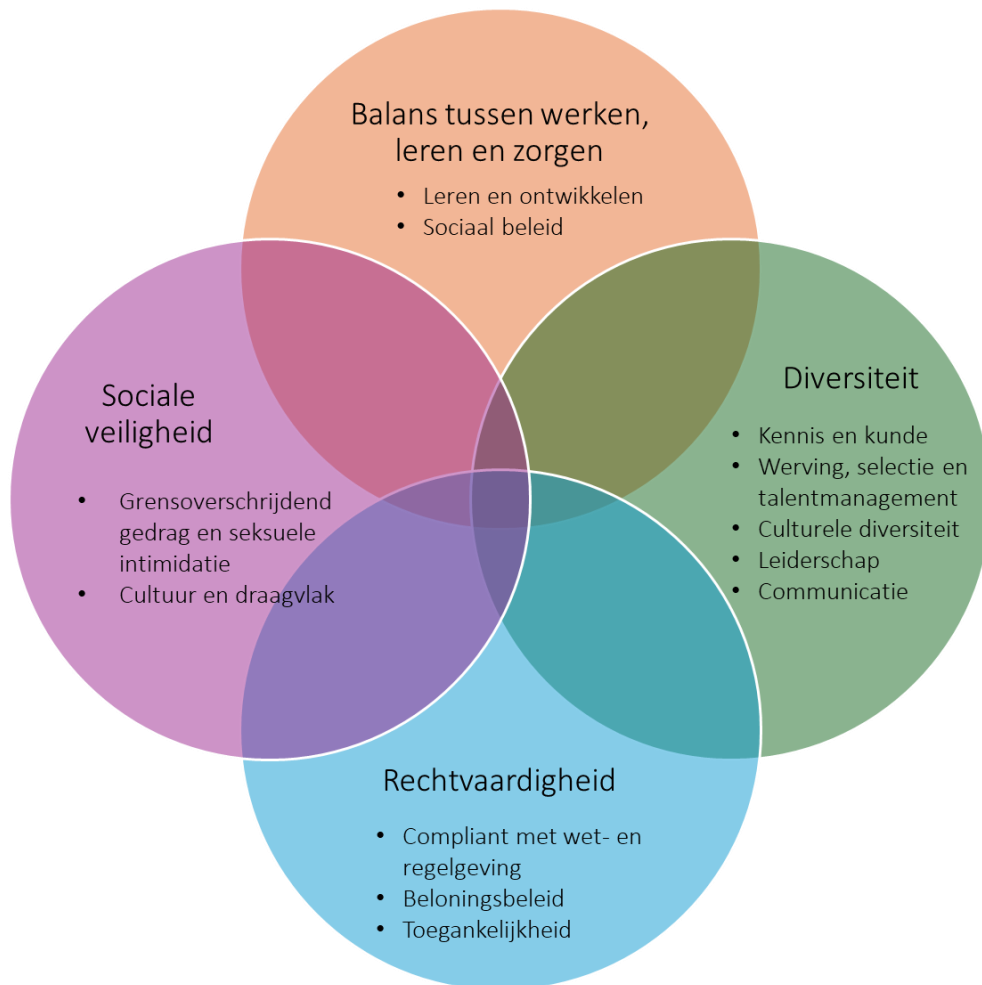 Balans tussen werken,
leren en zorgen
• Leren en ontwikkelen
• Sociaal beleid
Sociale
veiligheid
• Grensoverschrijdend
gedrag en seksuele
intimidatie
• Cultuur en draagvlak
Diversiteit
• Kennis en kunde
• Werving, selectie en
talentmanagement
• Culturele diversiteit
• Leiderschap
• Communicatie
Rechtvaardigheid
• Compliant met wet- en
regelgeving
• Beloningsbeleid
• Toegankelijkheid